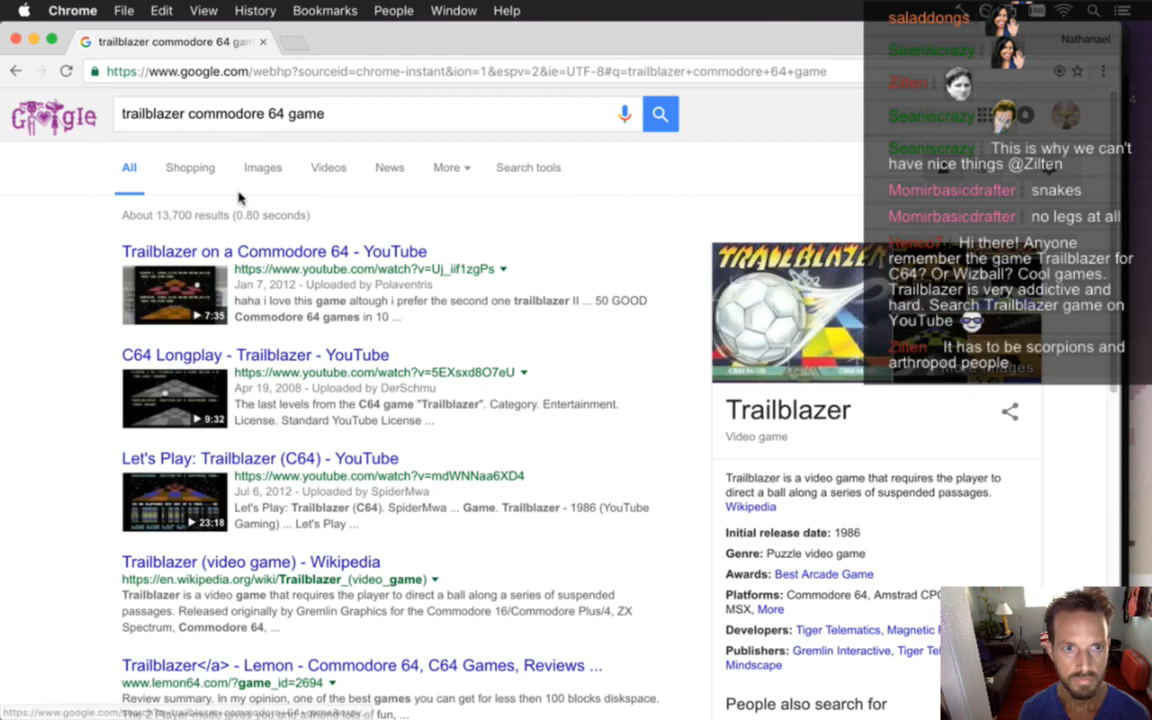 Chrome File Edit View History Bookmarks People Window Help
trailblazer commodore 64 gam
Nathanael
https://www.google.com/webhp?sourceid=chrome-instant&ion=1&espv=2&ie=UTF-8#q=trailblazer+commodore+64+game
trailblazer commodore 64 game
All Shopping Images Videos News More Search tools
About 13,700 results (0.80 seconds)
Trailblazer on a Commodore 64 - YouTube
https://www.youtube.com/watch?v=Uj_iif1zgPs
Jan 7, 2012 - Uploaded by Polaventris
haha i love this game altough i prefer the second one trailblazer II ... 50 GOOD
Commodore 64 games in 10 ...
7:35
C64 Longplay - Trailblazer - YouTube
https://www.youtube.com/watch?v=5EXsxd8O7eU
Apr 19, 2008 - Uploaded by DerSchmu
The last levels from the C64 game "Trailblazer". Category. Entertainment.
License. Standard YouTube License ...
9:32
Let's Play: Trailblazer (C64) - YouTube
https://www.youtube.com/watch?v=mdWNNaa6XD4
Jul 6, 2012 - Uploaded by SpiderMwa
Let's Play: Trailblazer (C64). SpiderMwa ... Game. Trailblazer - 1986 (YouTube
Gaming) ... Let's Play ...
23:18
Trailblazer (video game) - Wikipedia
https://en.wikipedia.org/wiki/Trailblazer_(video_game)
Trailblazer is a video game that requires the player to direct a ball along a series of suspended
passages. Released originally by Gremlin Graphics for the Commodore 16/Commodore Plus/4, ZX
Spectrum, Commodore 64, ...
Trailblazer</a> - Lemon - Commodore 64, C64 Games, Reviews ...
www.lemon64.com/?game_id=2694
Review summary. In my opinion, one of the best games you can get for less then 100 blocks diskspace.
TRAILBLAZER
Trailblazer
Video game
Trailblazer is a video game that requires the player to
direct a ball along a series of suspended passages.
Wikipedia
Initial release date: 1986
Genre: Puzzle video game
Awards: Best Arcade Game
Platforms: Commodore 64, Amstrad CPC
MSX, More
Developers: Tiger Telematics, Magnetic
Publishers: Gremlin Interactive, Tiger Tel
Mindscape
People also search for
saladdongs
Seaniscrazy
Zilten
Seaniscrazy
Seaniscrazy This is why we can't
have nice things @Zilten
Momirbasicdrafter snakes
Momirbasicdrafter no legs at all
Hi there! Anyone
remember the game Trailblazer for
C64? Or Wizball? Cool games.
Trailblazer is very addictive and
hard. Search Trailblazer game on
YouTube
Zilten It has to be scorpions and
arthropod people
More images